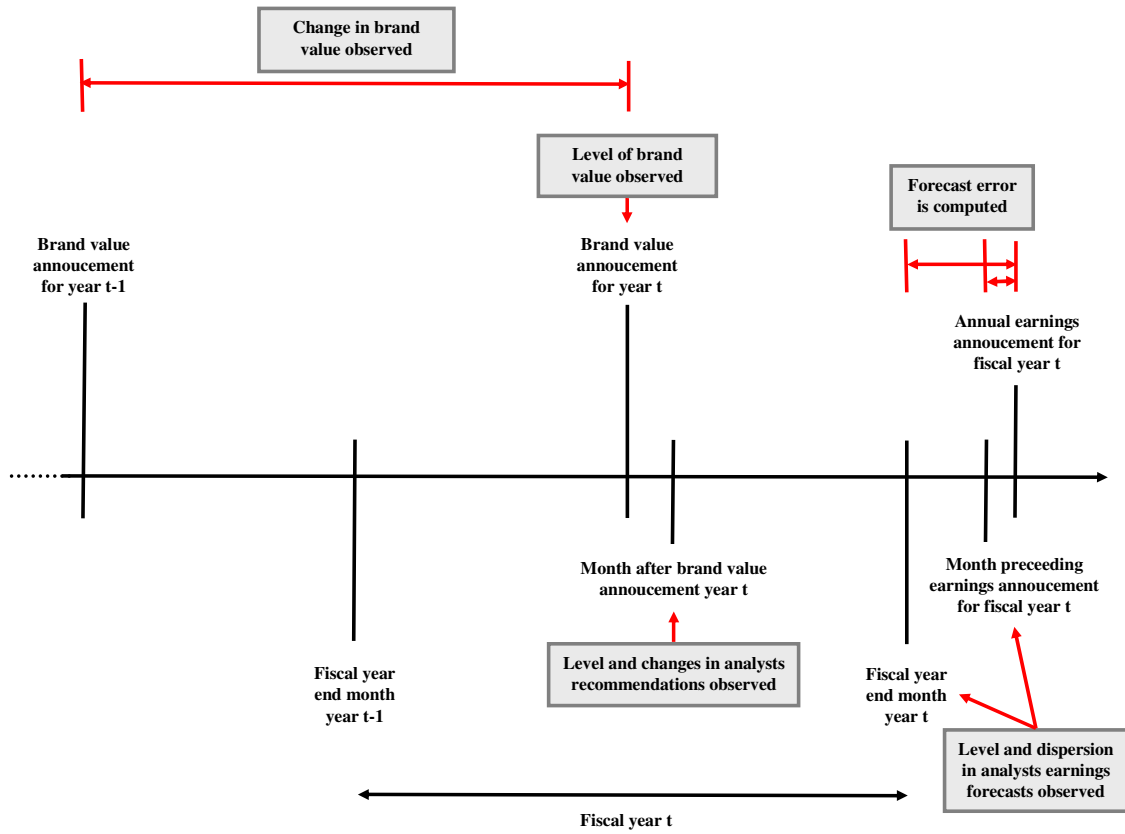 Change in brand
value observed
Level of brand
value observed
Forecast error
is computed
Brand value
annoucement
for year t-1
Brand value
annoucement
for year t
Annual earnings
annoucement for
fiscal year t
Month after brand value
annoucement year t
Month preceeding
earnings annoucement
for fiscal year t
Level and changes in analysts
recommendations observed
Fiscal year
end month
year t-1
Fiscal year
end month
year t
Level and dispersion
in analysts earnings
forecasts observed
Fiscal year t